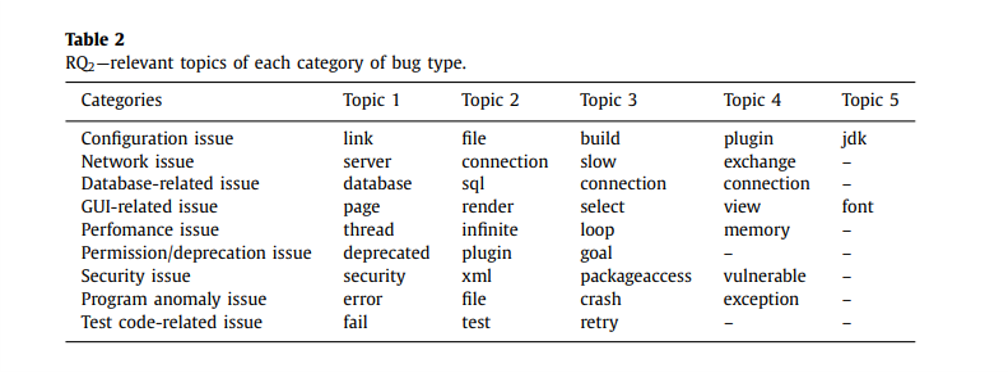 Table 2
RQ2—relevant topics of each category of bug type.
Categories Topic 1 Topic 2 Topic 3 Topic 4 Topic 5
Configuration issue link file build plugin jdk
Network issue server connection slow exchange –
Database-related issue database sql connection connection –
GUI-related issue page render select view font
Perfomance issue thread infinite loop memory –
Permission/deprecation issue deprecated plugin goal – –
Security issue security xml packageaccess vulnerable –
Program anomaly issue error file crash exception –
Test code-related issue fail test retry – –